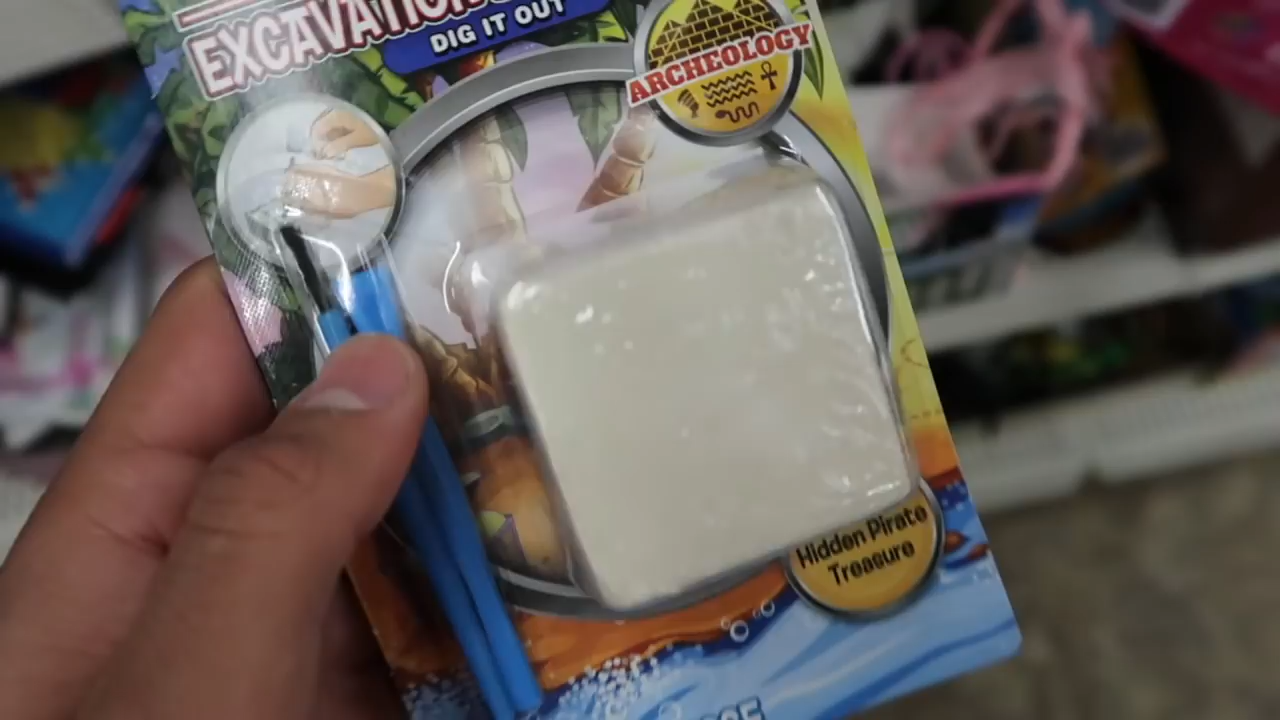 EXCAVATION
DIG IT OUT
ARCHEOLOGY
Hidden Pirate
Treasure